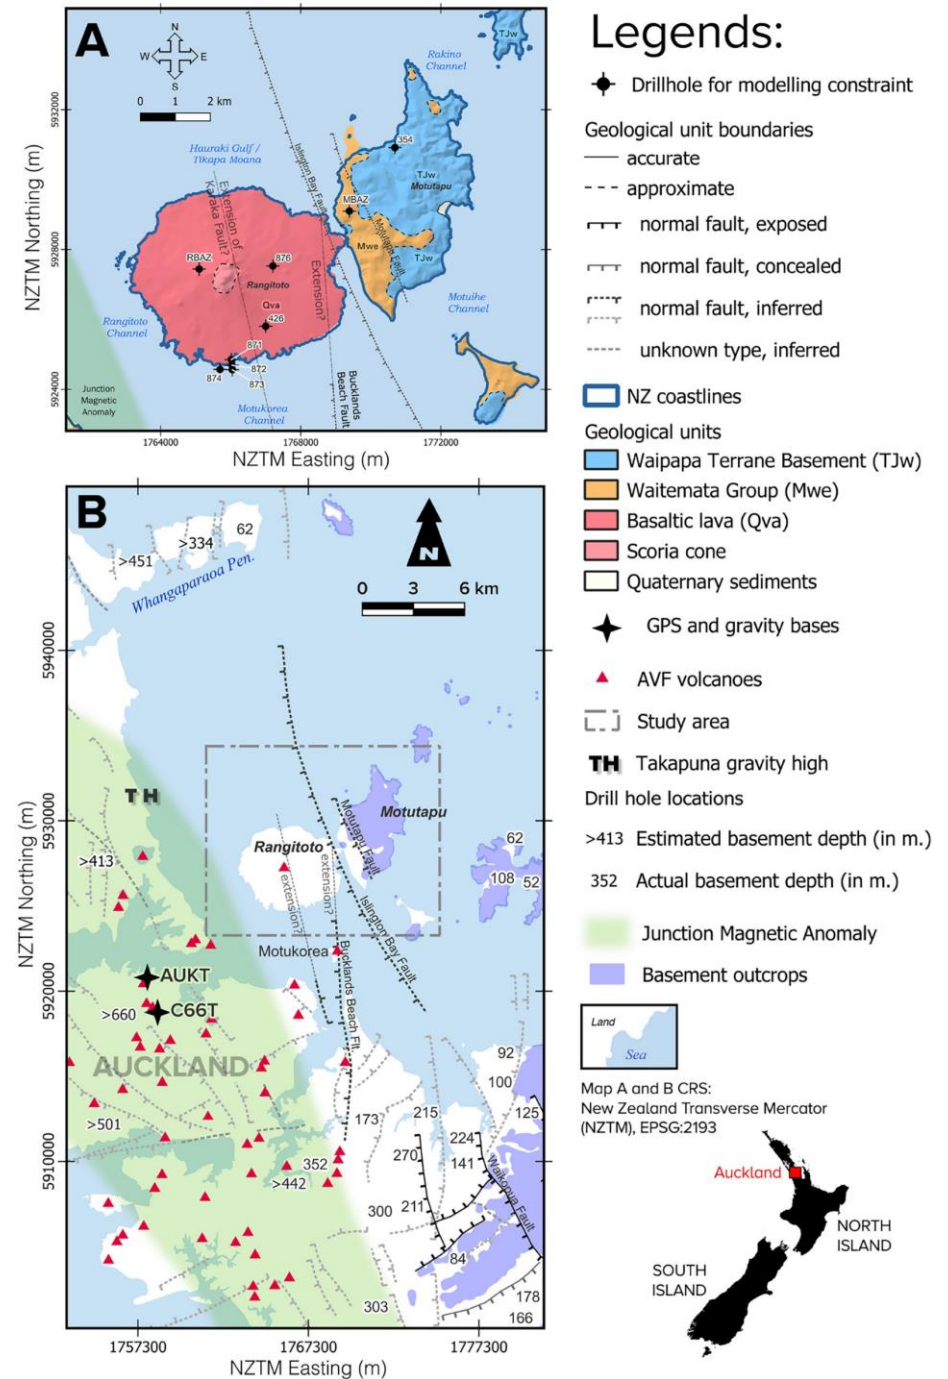 A
N
W E
S
0 1 2 km
Rakino
Channel
TJw
Hauraki Gulf /
Tīkapa Moana
Islington Bay Fault
354
TJw
Motutapu
MBAZ
Motutapu Fault
Mwe
TJw
Extension of
Karaka Fault?
RBAZ
876
Rangitoto
Extension?
Qva
426
Motuihe
Channel
Rangitoto
Channel
871
872
873
874
Junction
Magnetic
Anomaly
Motukorea
Channel
Bucklands
Beach Fault
5932000
5928000
5924000
NZTM Northing (m)
1764000 1768000 1772000
NZTM Easting (m)
B
>451
>334
62
Whangaparaoa Pen.
N
0 3 6 km
TH
Motutapu
Motutapu Fault
Rangitoto
extension?
extension?
>413
62
108
52
Islington Bay Fault
Motukorea
Bucklands Beach Flt.
AUKT
C66T
>660
AUCKLAND
>501
92
100
125
173
215
224
270
141
352
>442
300
211
84
Waikopua Fault
303
178
166
5940000
5930000
5920000
5910000
NZTM Northing (m)
1757300 1767300 1777300
NZTM Easting (m)
Legends:
Drillhole for modelling constraint
Geological unit boundaries
accurate
approximate
normal fault, exposed
normal fault, concealed
normal fault, inferred
unknown type, inferred
NZ coastlines
Geological units
Waipapa Terrane Basement (TJw)
Waitemata Group (Mwe)
Basaltic lava (Qva)
Scoria cone
Quaternary sediments
GPS and gravity bases
AVF volcanoes
Study area
TH Takapuna gravity high
Drill hole locations
>413 Estimated basement depth (in m.)
352 Actual basement depth (in m.)
Junction Magnetic Anomaly
Basement outcrops
Land
Sea
Map A and B CRS:
New Zealand Transverse Mercator
(NZTM), EPSG:2193
Auckland
NORTH
ISLAND
SOUTH
ISLAND